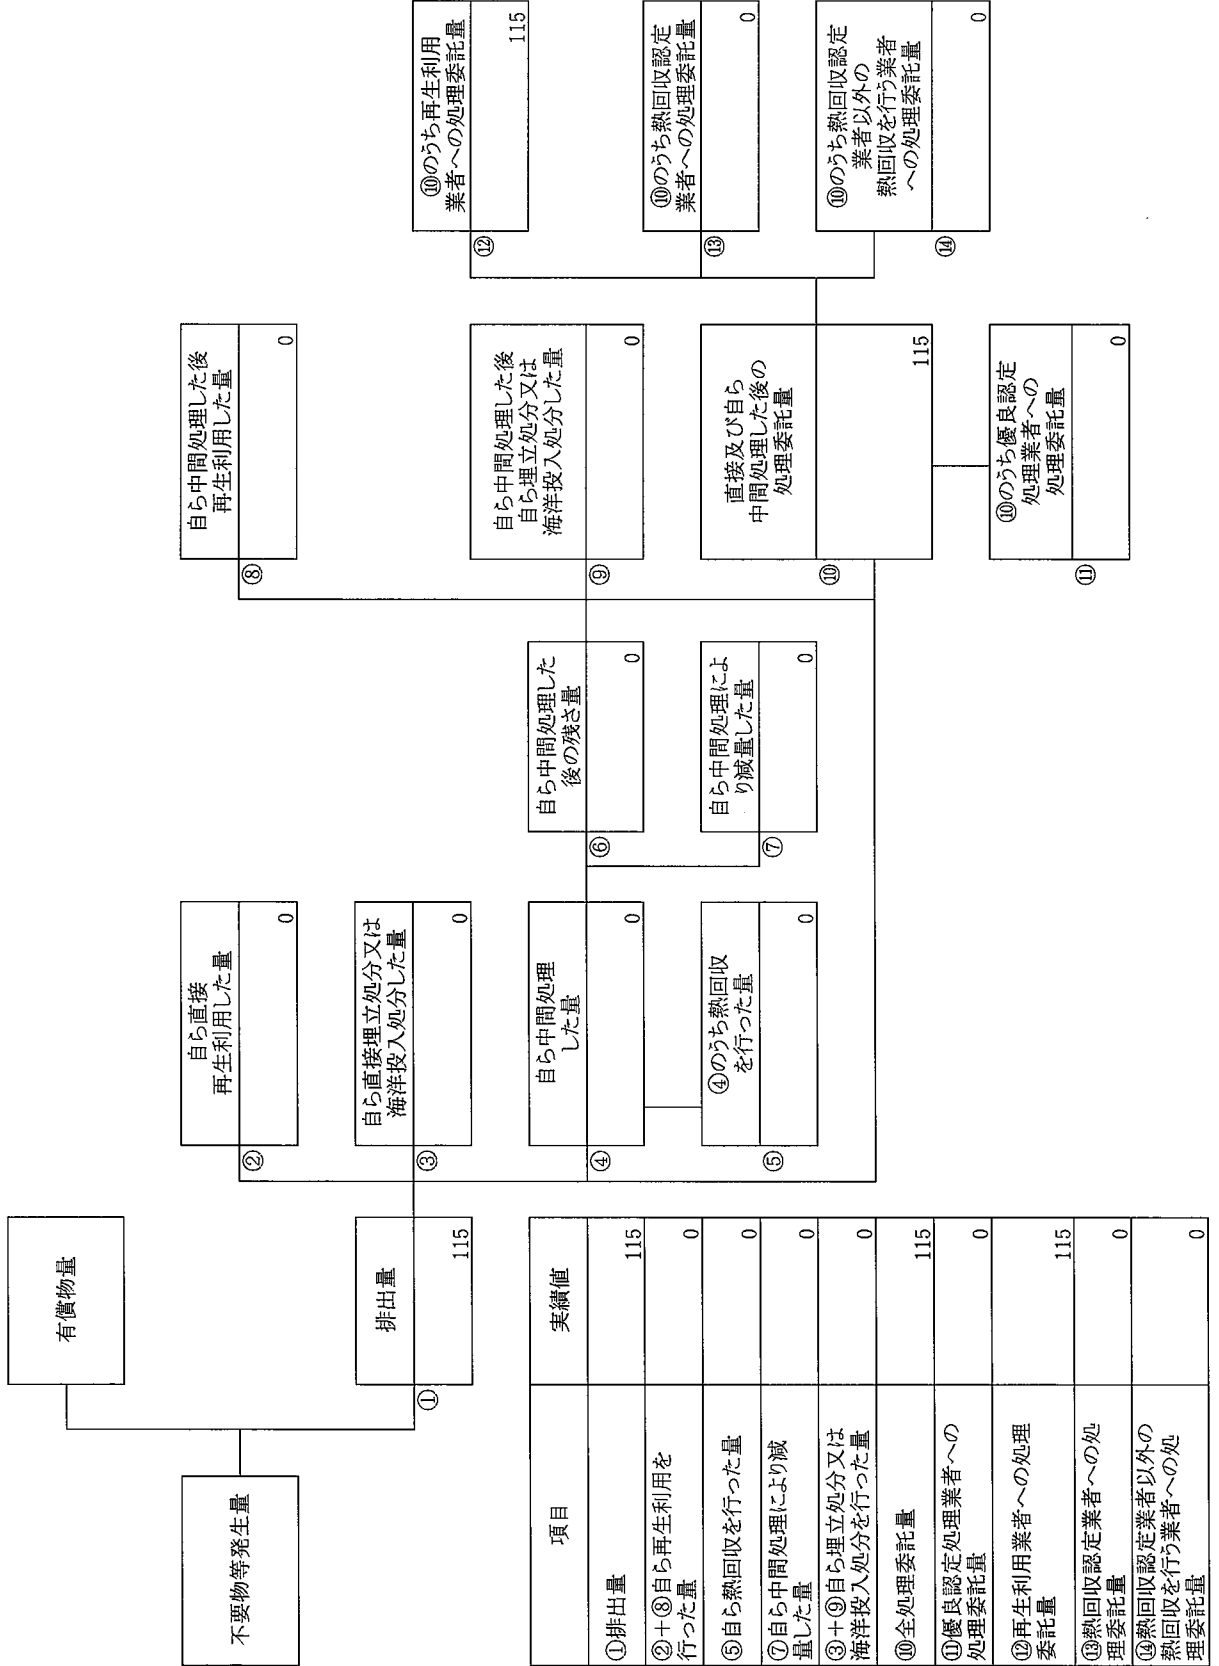 不要物等発生量
有償物量
①
排出量
115
②
自ら直接
再生利用した量
0
③
自ら直接埋立処分又は
海洋投入処分した量
0
④
自ら中間処理
した量
0
⑤
④のうち熱回収
を行った量
0
⑥
自ら中間処理した
後の残さ量
0
⑦
自ら中間処理によ
り減量した量
0
⑧
自ら中間処理した後
再生利用した量
0
⑨
自ら中間処理した後
自ら埋立処分又は
海洋投入処分した量
0
⑩
直接及び自ら
中間処理した後の
処理委託量
115
⑪
⑩のうち優良認定
処理業者への
処理委託量
0
⑫
⑩のうち再生利用
業者への処理委託量
115
⑬
⑩のうち熱回収認定
業者への処理委託量
0
⑭
⑩のうち熱回収認定
業者以外の
熱回収を行う業者
への処理委託量
0
項目 実績値
①排出量 115
②+⑧自ら再生利用を
行った量 0
⑤自ら熱回収を行った量 0
⑦自ら中間処理により減
量した量 0
③+⑨自ら埋立処分又は
海洋投入処分を行った量 0
⑩全処理委託量 115
⑪優良認定処理業者への
処理委託量 0
⑫再生利用業者への処理
委託量 115
⑬熱回収認定業者への処
理委託量 0
⑭熱回収認定業者以外の
熱回収を行う業者への処
理委託量 0